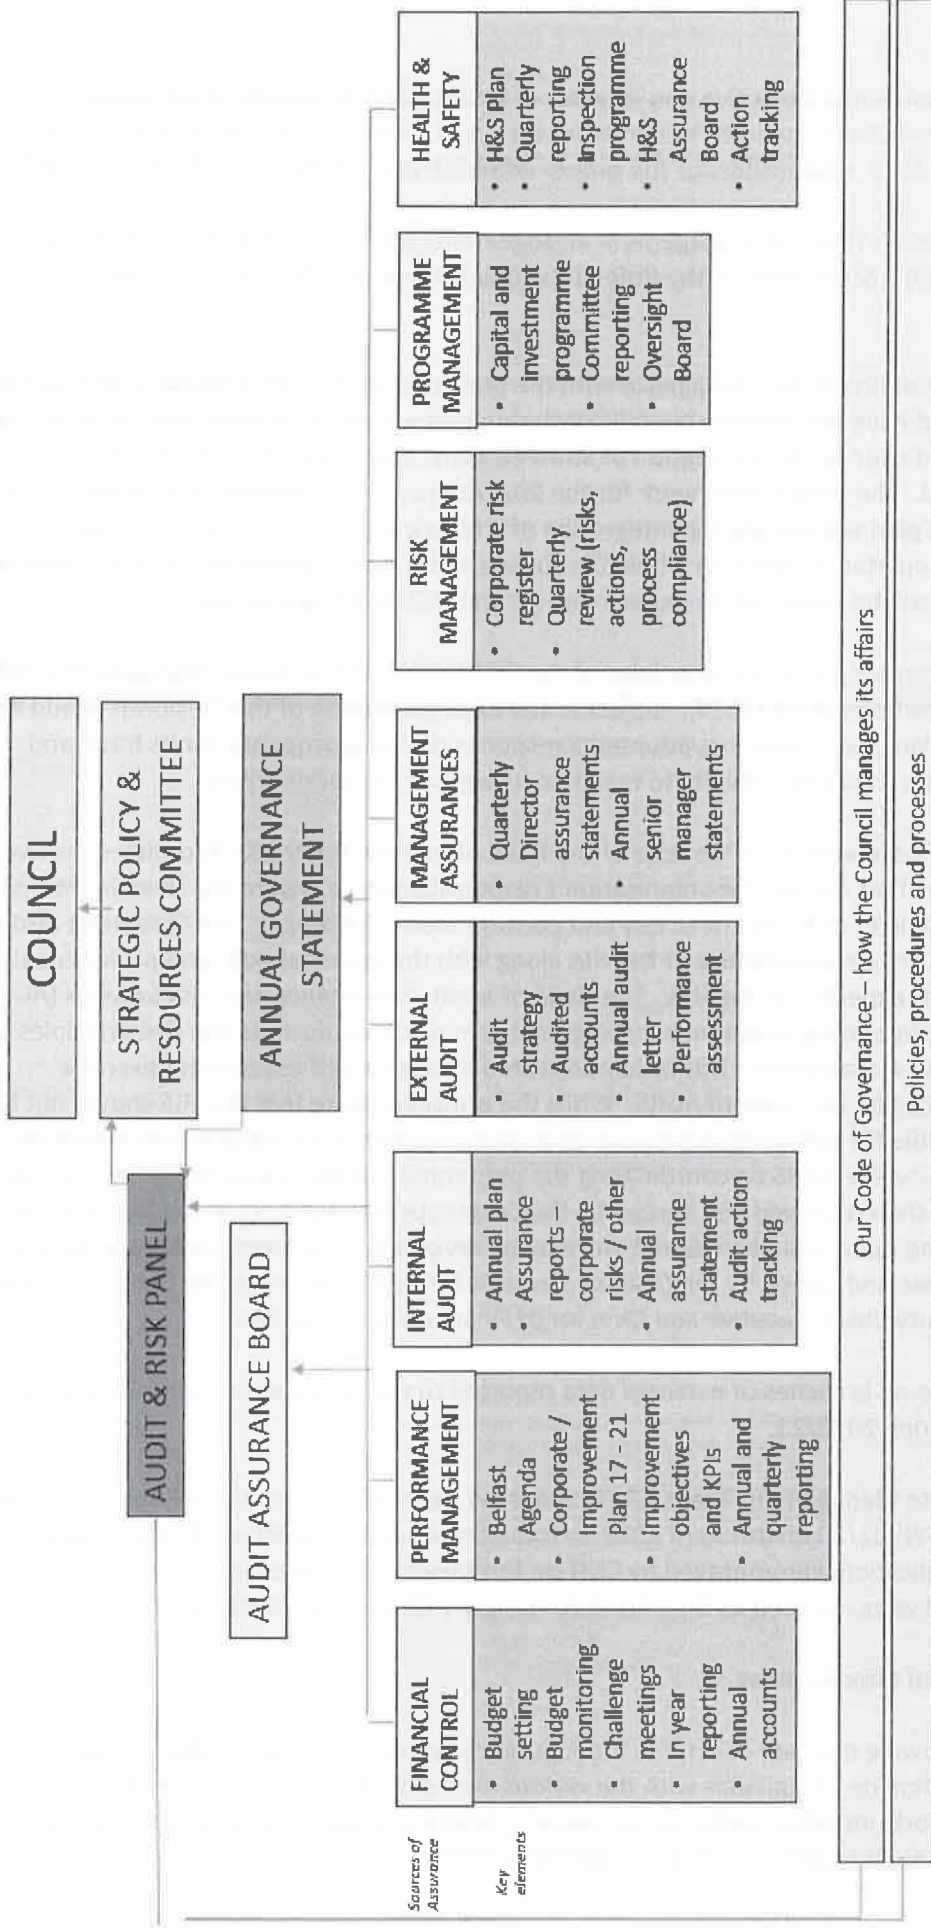 COUNCIL
STRATEGIC POLICY &
RESOURCES COMMITTEE
AUDIT & RISK PANEL
ANNUAL GOVERNANCE
STATEMENT
AUDIT ASSURANCE BOARD
Sources of
Assurance
Key
elements
FINANCIAL
CONTROL
• Budget
setting
• Budget
monitoring
• Challenge
meetings
• In year
reporting
• Annual
accounts
PERFORMANCE
MANAGEMENT
• Belfast
Agenda
• Corporate /
Improvement
Plan 17 - 21
• Improvement
objectives
and KPIs
• Annual and
quarterly
reporting
INTERNAL
AUDIT
• Annual plan
• Assurance
reports –
corporate
risks / other
• Annual
assurance
statement
• Audit action
tracking
EXTERNAL
AUDIT
• Audit
strategy
• Audited
accounts
• Annual audit
letter
• Performance
assessment
MANAGEMENT
ASSURANCES
• Quarterly
Director
assurance
statements
• Annual
senior
manager
statements
RISK
MANAGEMENT
• Corporate risk
register
• Quarterly
review (risks,
actions,
process
compliance)
PROGRAMME
MANAGEMENT
• Capital and
investment
programme
• Committee
reporting
• Oversight
Board
HEALTH &
SAFETY
• H&S Plan
• Quarterly
reporting
• Inspection
programme
• H&S
Assurance
Board
• Action
tracking
Our Code of Governance – how the Council manages its affairs
Policies, procedures and processes